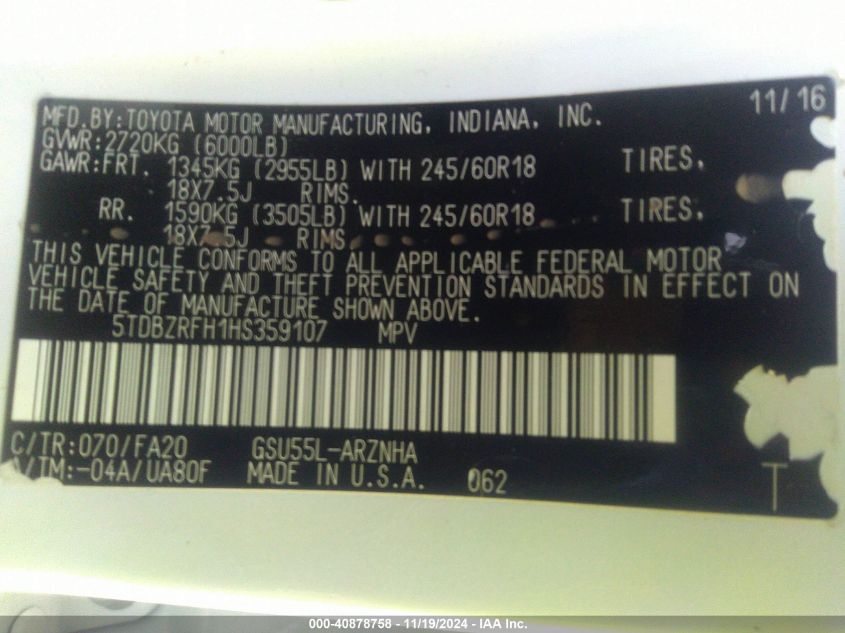 11/16
MFD.BY:TOYOTA MOTOR MANUFACTURING, INDIANA, INC.
GVWR:2720KG (6000LB)
GAWR:FRT. 1345KG (2955LB) WITH 245/60R18 TIRES,
18X7.5J RIMS.
RR. 1590KG (3505LB) WITH 245/60R18 TIRES,
18X7.5J RIMS.
THIS VEHICLE CONFORMS TO ALL APPLICABLE FEDERAL MOTOR
VEHICLE SAFETY AND THEFT PREVENTION STANDARDS IN EFFECT ON
THE DATE OF MANUFACTURE SHOWN ABOVE.
5TDBZRFH1HS359107 MPV
C/TR:070/FA20 GSU55L-ARZNHA
A/TM:-04A/UA80F MADE IN U.S.A. 062 T
000-40878758 - 11/19/2024 - IAA Inc.